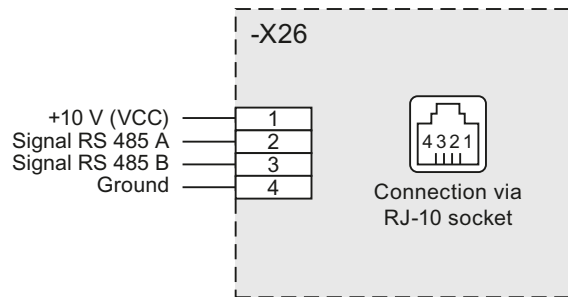 -X26
+10 V (VCC)
1
Signal RS 485 A
2
Signal RS 485 B
3
Ground
4
4321
Connection via
RJ-10 socket